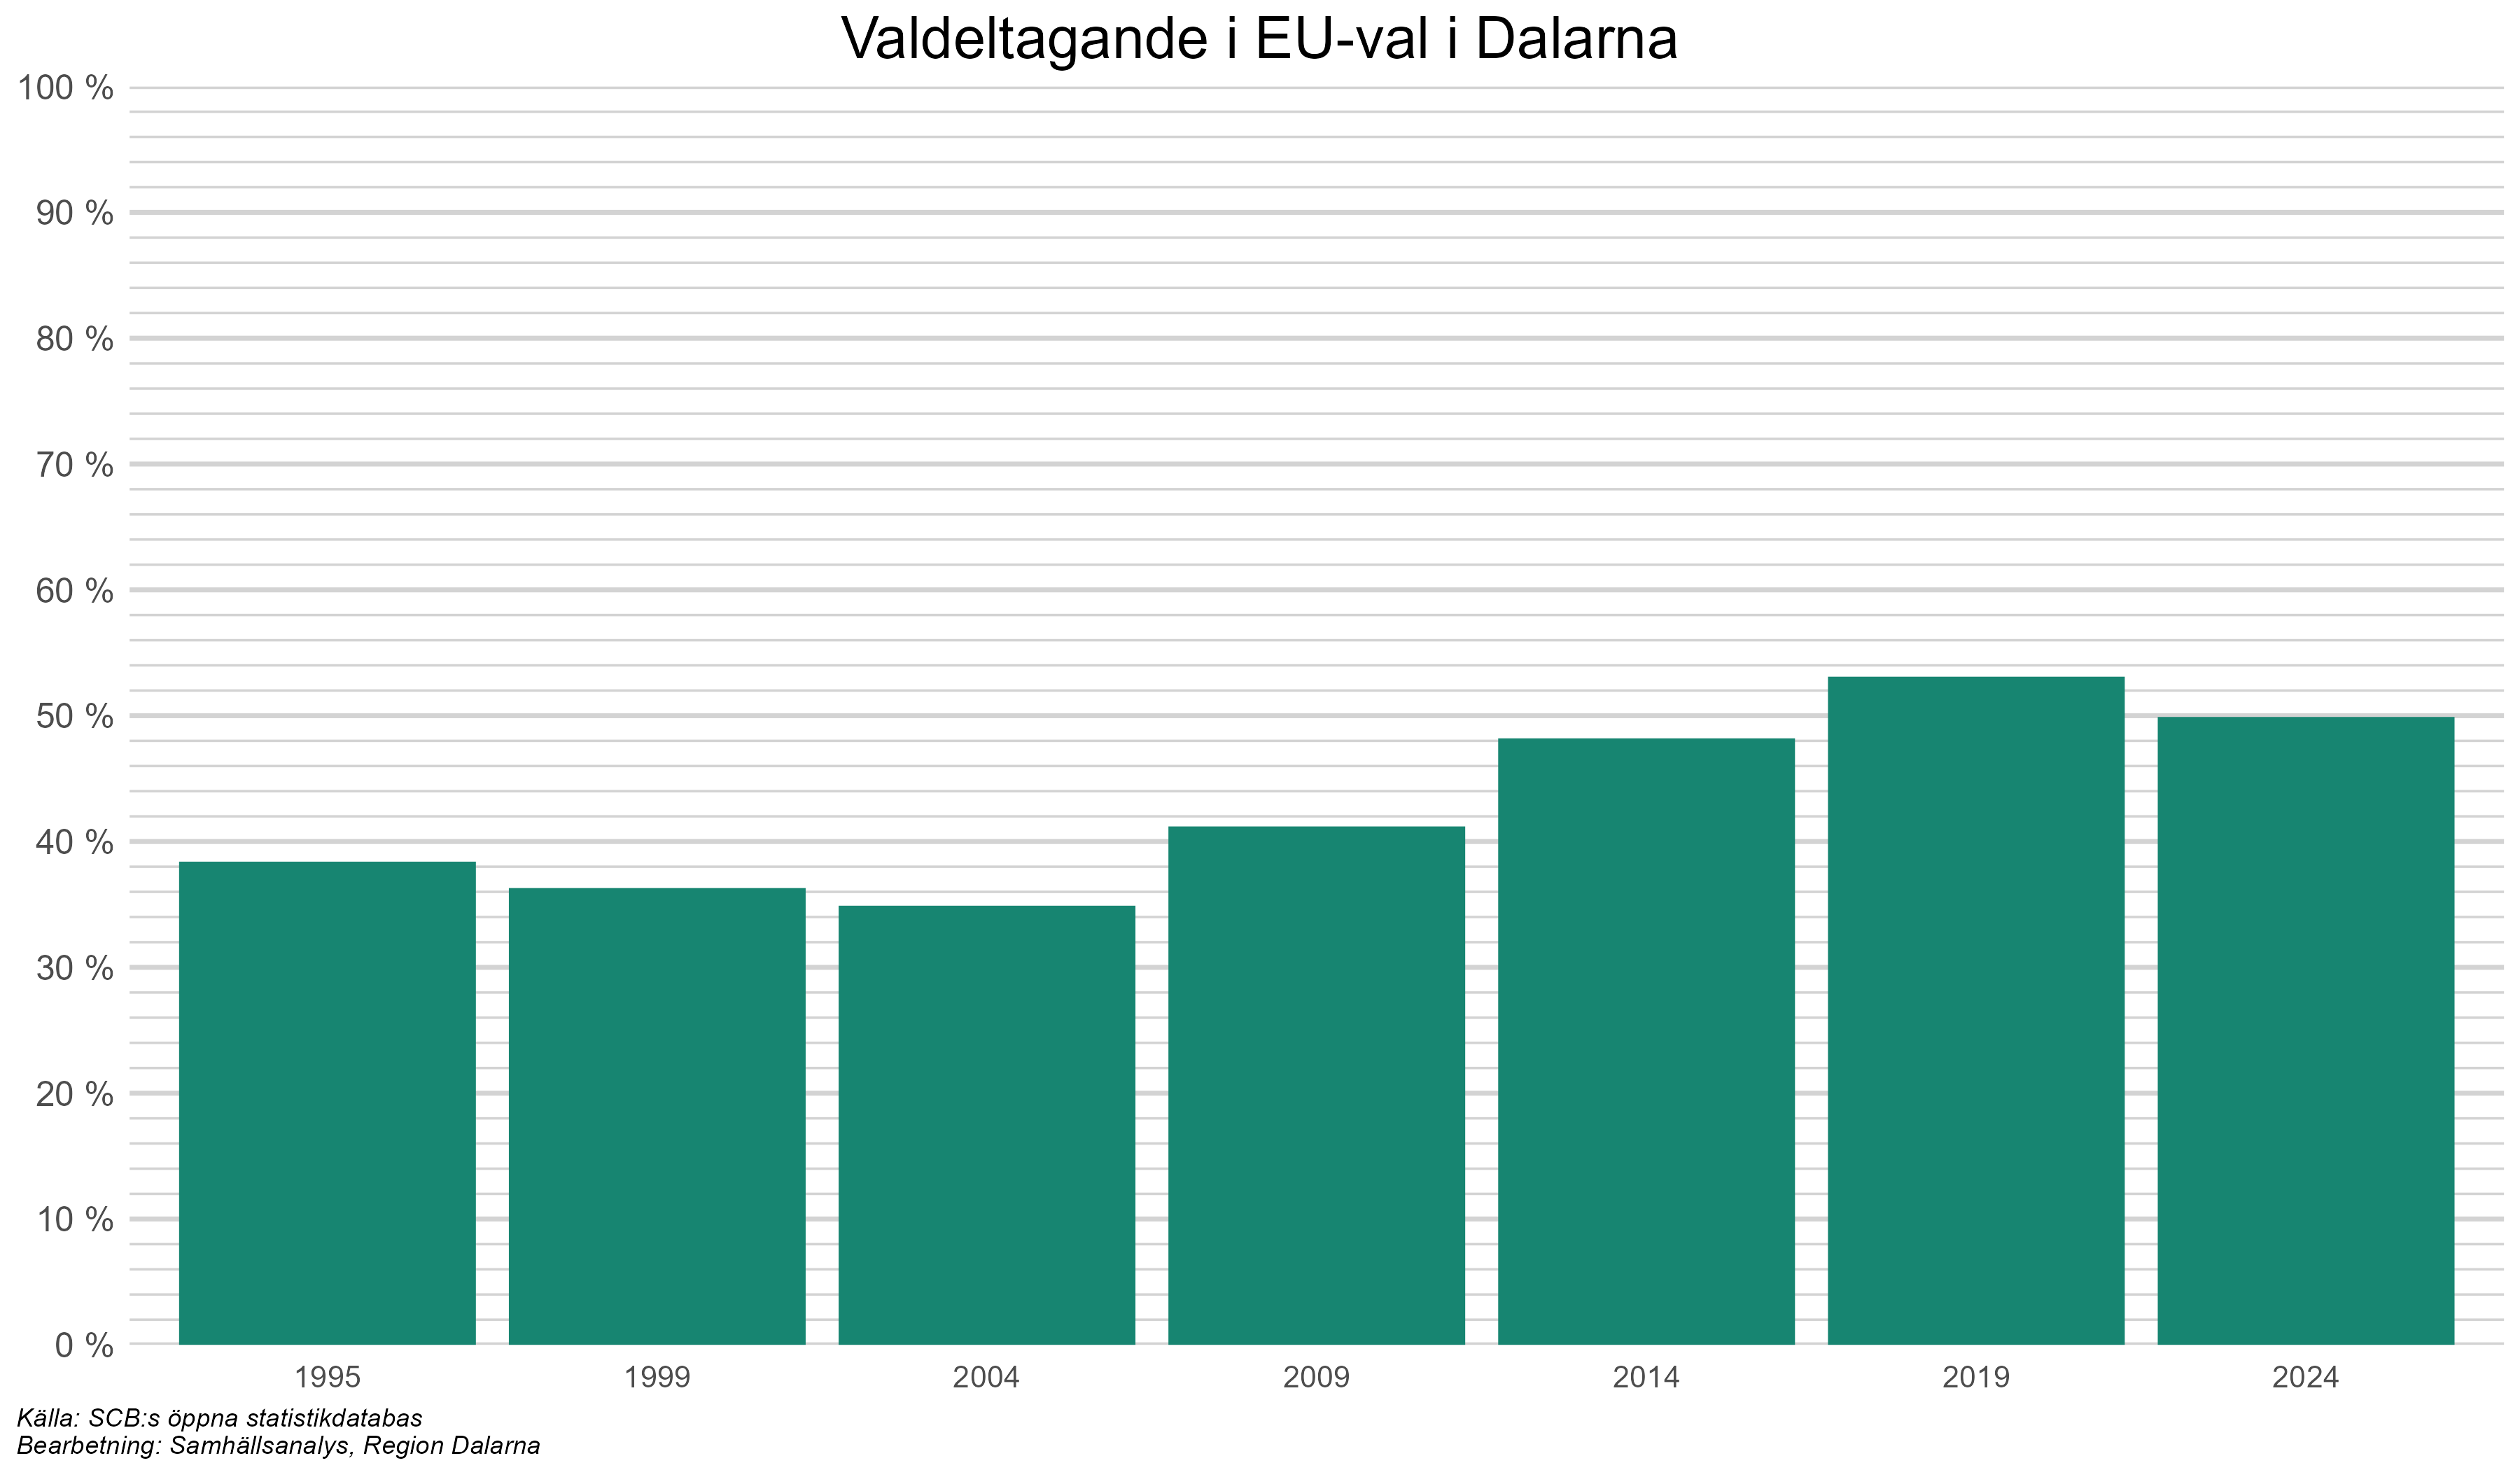 Valdeltagande i EU-val i Dalarna
100 %
90 %
80 %
70 %
60 %
50 %
40 %
30 %
20 %
10 %
0 %
1995 1999 2004 2009 2014 2019 2024
Källa: SCB:s öppna statistikdatabas
Bearbetning: Samhällsanalys, Region Dalarna